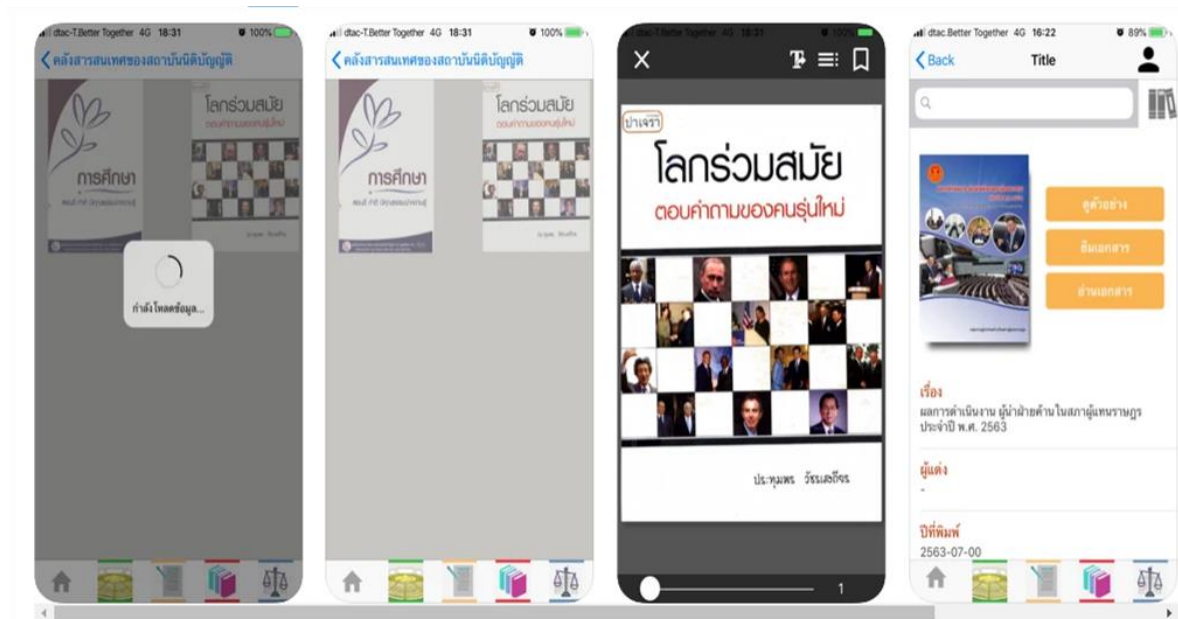 dtac-T.Better Together 4G 18:31 100%
คลังสารสนเทศของสถาบันนิติบัญญัติ
การศึกษา
โลกร่วมสมัย
ตอบคำถามของคนรุ่นใหม่
กำลังโหลดข้อมูล...
dtac-T.Better Together 4G 18:31 100%
คลังสารสนเทศของสถาบันนิติบัญญัติ
การศึกษา
โลกร่วมสมัย
ตอบคำถามของคนรุ่นใหม่
dtac-T.Better Together 4G 18:31 100%
ปาเจรา
โลกร่วมสมัย
ตอบคำถามของคนรุ่นใหม่
ประทุมพร วัชรเสถียร
1
dtac.Better Together 4G 16:22 89%
Back Title
ดูตัวอย่าง
ยืมเอกสาร
อ่านเอกสาร
เรื่อง
ผลการดำเนินงาน ผู้นำฝ่ายค้าน ในสภาผู้แทนราษฎร
ประจำปี พ.ศ. 2563
ผู้แต่ง
-
ปีที่พิมพ์
2563-07-00